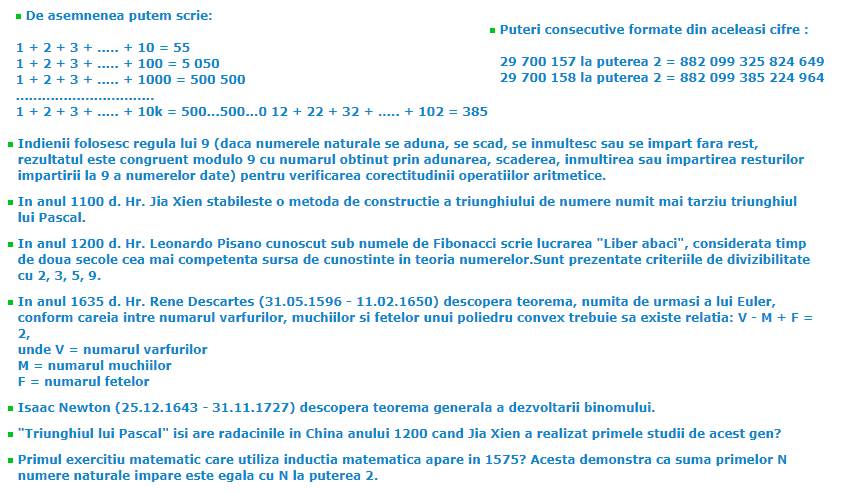 De asemnenea putem scrie:
1 + 2 + 3 + ..... + 10 = 55
1 + 2 + 3 + ..... + 100 = 5 050
1 + 2 + 3 + ..... + 1000 = 500 500
................................
1 + 2 + 3 + ..... + 10k = 500...500...0 12 + 22 + 32 + ..... + 102 = 385
Puteri consecutive formate din aceleasi cifre :
29 700 157 la puterea 2 = 882 099 325 824 649
29 700 158 la puterea 2 = 882 099 385 224 964
Indienii folosesc regula lui 9 (daca numerele naturale se aduna, se scad, se inmultesc sau se impart fara rest,
rezultatul este congruent modulo 9 cu numarul obtinut prin adunarea, scaderea, inmultirea sau impartirea resturilor
impartirii la 9 a numerelor date) pentru verificarea corectitudinii operatiilor aritmetice.
In anul 1100 d. Hr. Jia Xien stabileste o metoda de constructie a triunghiului de numere numit mai tarziu triunghiul
lui Pascal.
In anul 1200 d. Hr. Leonardo Pisano cunoscut sub numele de Fibonacci scrie lucrarea "Liber abaci", considerata timp
de doua secole cea mai competenta sursa de cunostinte in teoria numerelor.Sunt prezentate criteriile de divizibilitate
cu 2, 3, 5, 9.
In anul 1635 d. Hr. Rene Descartes (31.05.1596 - 11.02.1650) descopera teorema, numita de urmasi a lui Euler,
conform careia intre numarul varfurilor, muchiilor si fetelor unui poliedru convex trebuie sa existe relatia: V - M + F =
2,
unde V = numarul varfurilor
M = numarul muchiilor
F = numarul fetelor
Isaac Newton (25.12.1643 - 31.11.1727) descopera teorema generala a dezvoltarii binomului.
"Triunghiul lui Pascal" isi are radacinile in China anului 1200 cand Jia Xien a realizat primele studii de acest gen?
Primul exercitiu matematic care utiliza inductia matematica apare in 1575? Acesta demonstra ca suma primelor N
numere naturale impare este egala cu N la puterea 2.